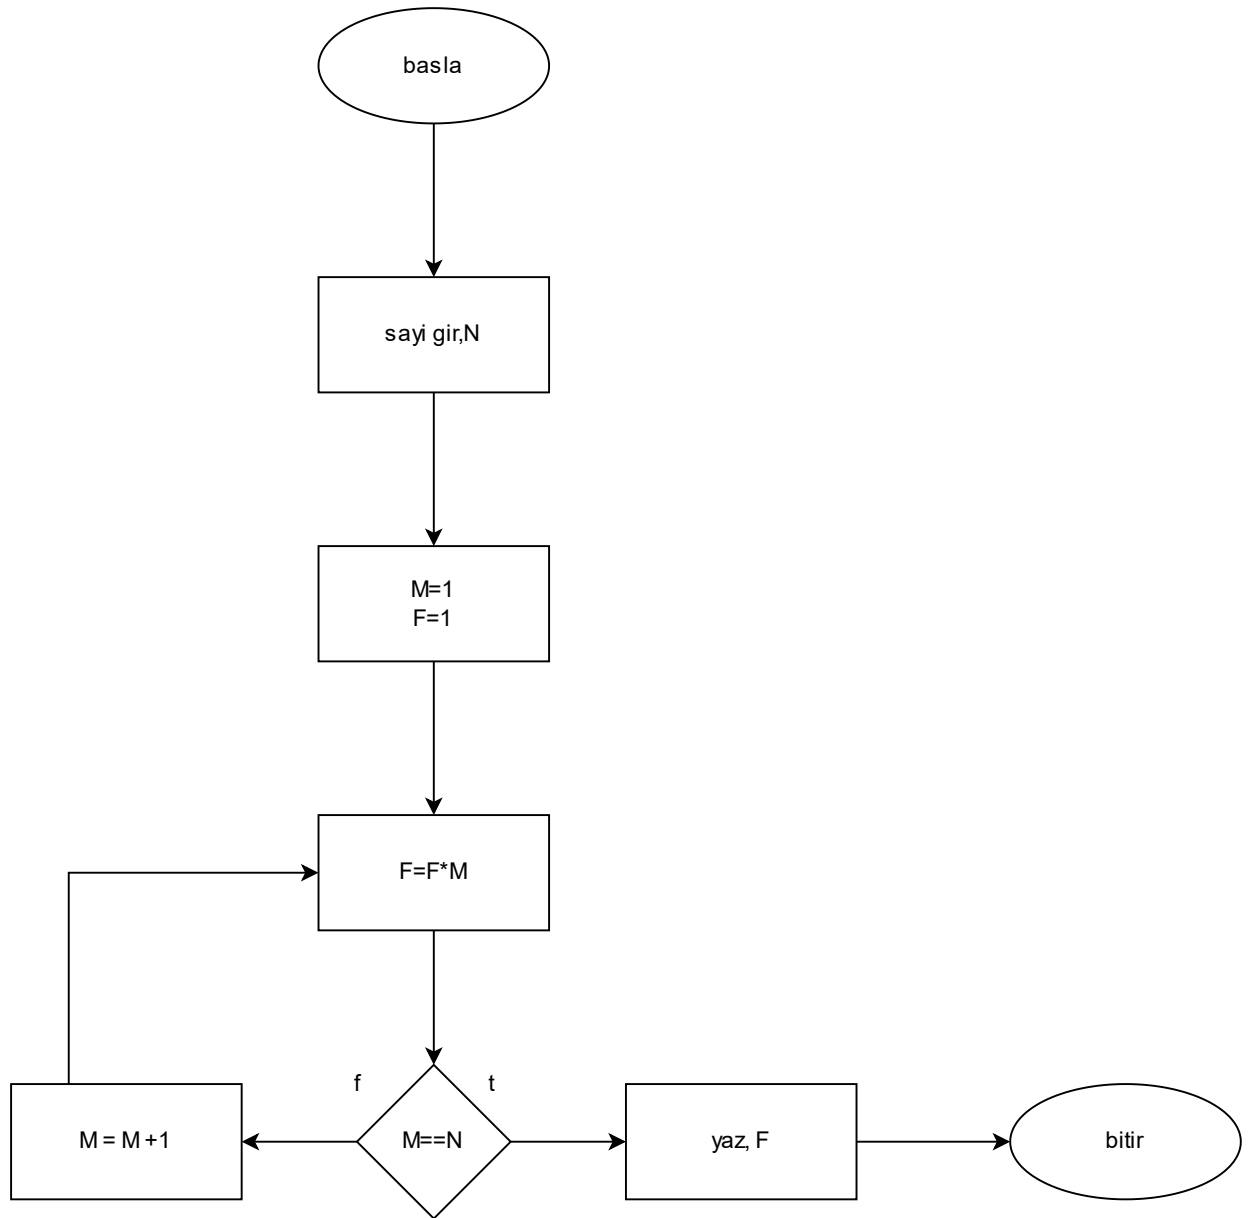 basla
sayi gir,N
M=1
F=1
F=F*M
f
t
M = M +1
M==N
yaz, F
bitir